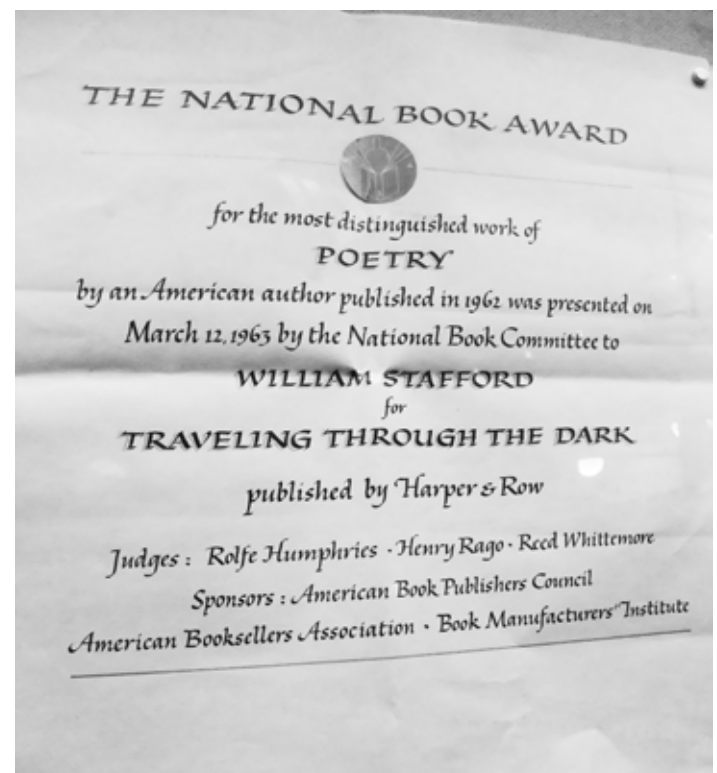 THE NATIONAL BOOK AWARD
for the most distinguished work of
POETRY
by an American author published in 1962 was presented on
March 12, 1963 by the National Book Committee to
WILLIAM STAFFORD
for
TRAVELING THROUGH THE DARK
published by Harper & Row
Judges : Rolfe Humphries · Henry Rago · Reed Whittemore
Sponsors : American Book Publishers Council
American Booksellers Association · Book Manufacturers' Institute